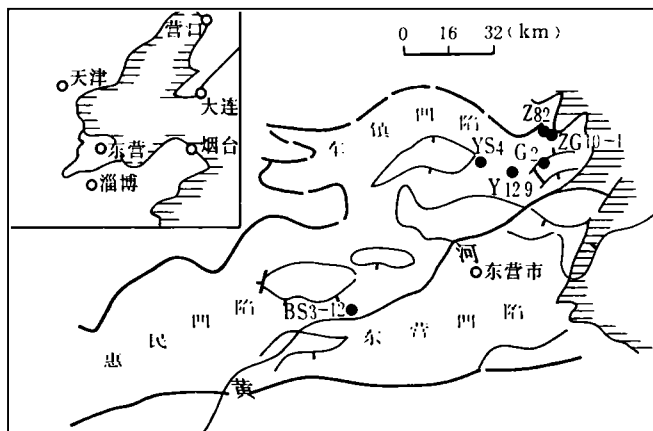 营口
天津
大连
东营
烟台
淄博
0 16 32(km)
车镇凹陷
Z82
ZG10-1
YS4
G2
Y129
河
东营市
BS3-12
惠民凹陷
东营凹陷
黄